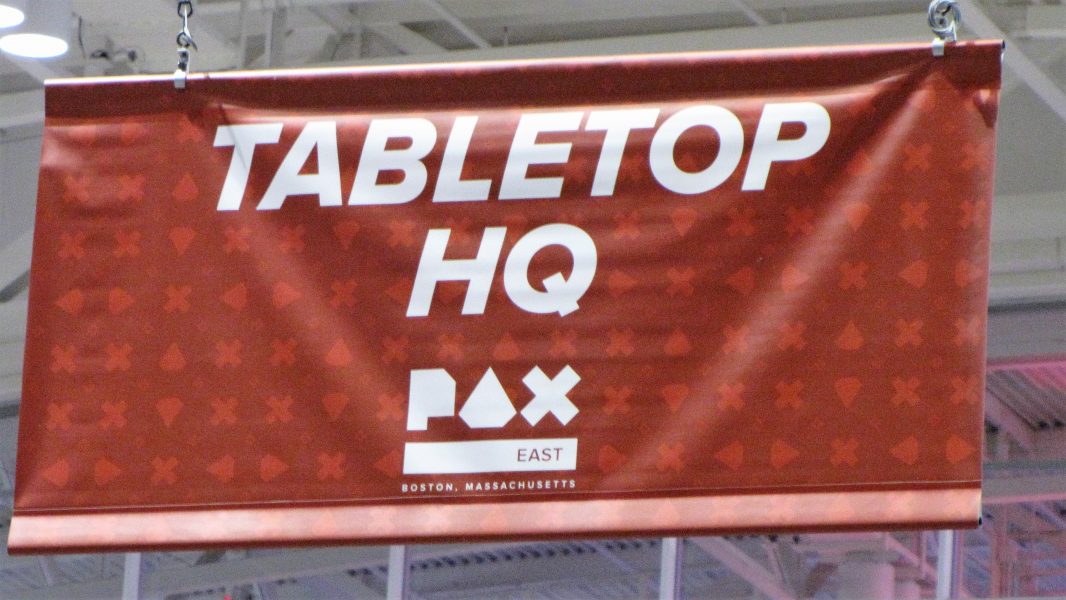 TABLETOP
HQ
PAX
EAST
BOSTON, MASSACHUSETTS